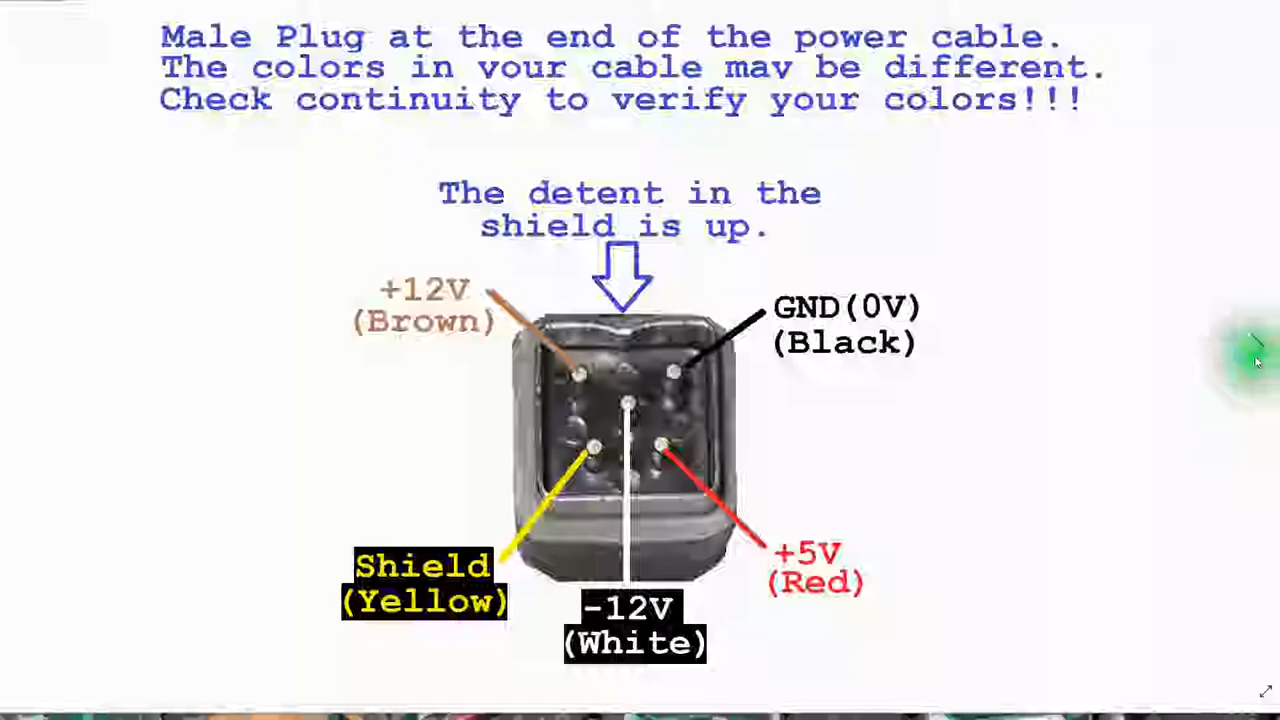 Male Plug at the end of the power cable.
The colors in your cable may be different.
Check continuity to verify your colors!!!
The detent in the
shield is up.
+12V
(Brown)
GND(0V)
(Black)
Shield
(Yellow)
-12V
(White)
+5V
(Red)